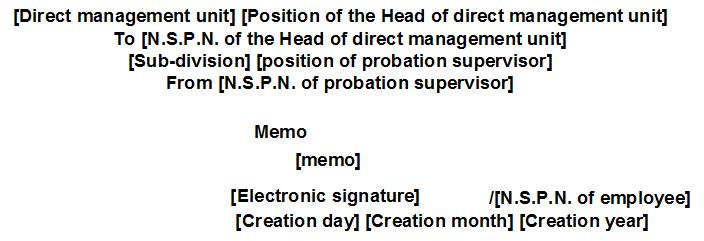 [Direct management unit] [Position of the Head of direct management unit]
To [N.S.P.N. of the Head of direct management unit]
[Sub-division] [position of probation supervisor]
From [N.S.P.N. of probation supervisor]
Memo
[memo]
[Electronic signature] /[N.S.P.N. of employee]
[Creation day] [Creation month] [Creation year]